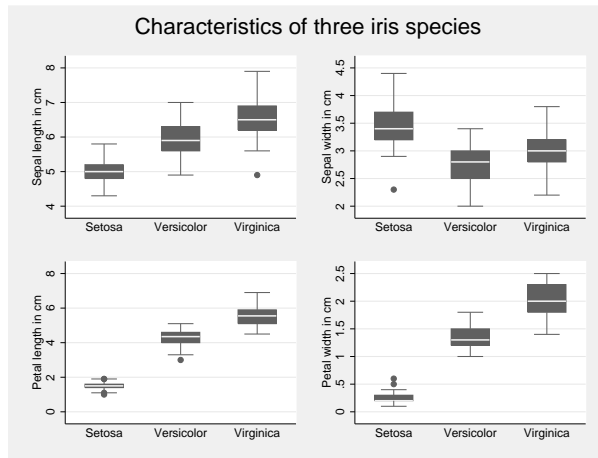 Characteristics of three iris species
Sepal length in cm
8
7
6
5
4
Setosa Versicolor Virginica
Sepal width in cm
4.5
4
3.5
3
2.5
2
Setosa Versicolor Virginica
Petal length in cm
8
6
4
2
0
Setosa Versicolor Virginica
Petal width in cm
2.5
2
1.5
1
.5
0
Setosa Versicolor Virginica